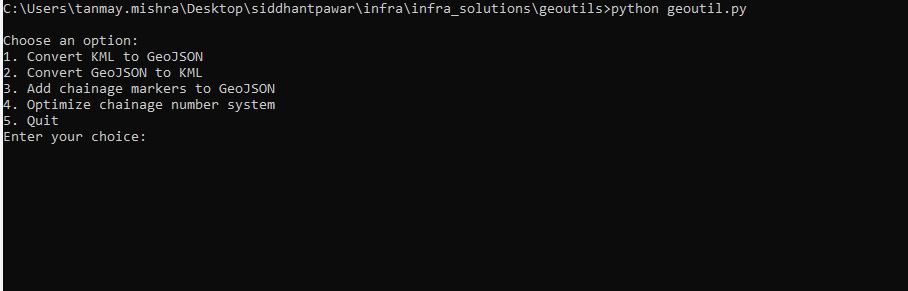 C:\Users\tanmay.mishra\Desktop\siddhantpawar\infra\infra_solutions\geoutils>python geoutil.py
Choose an option:
1. Convert KML to GeoJSON
2. Convert GeoJSON to KML
3. Add chainage markers to GeoJSON
4. Optimize chainage number system
5. Quit
Enter your choice: